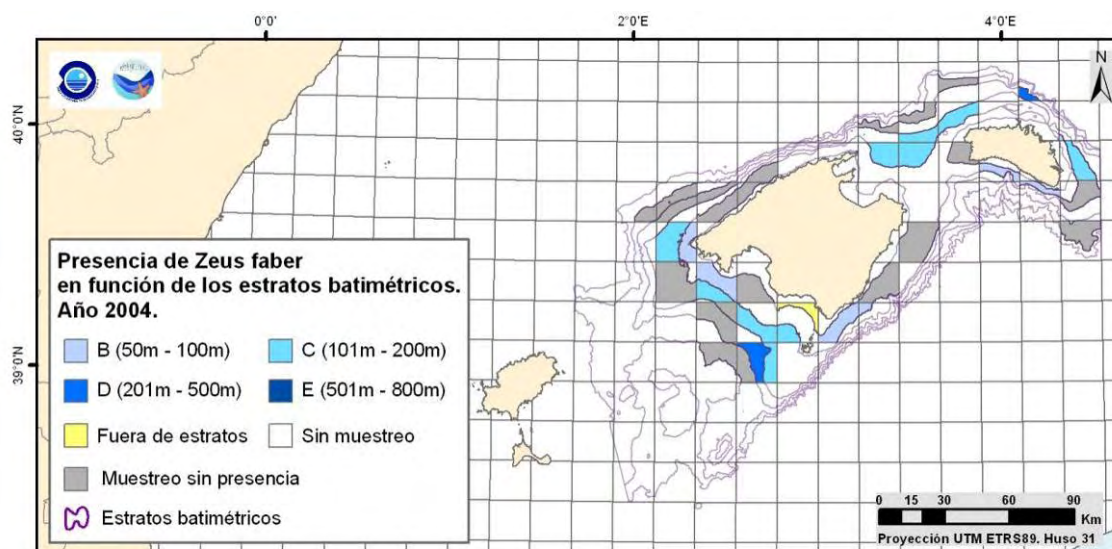 0°0' 2°0'E 4°0'E
N
40°0'N
39°0'N
Presencia de Zeus faber
en función de los estratos batimétricos.
Año 2004.
B (50m - 100m) C (101m - 200m)
D (201m - 500m) E (501m - 800m)
Fuera de estratos Sin muestreo
Muestreo sin presencia
Estratos batimétricos
0 15 30 60 90
Km
Proyección UTM ETRS89. Huso 31